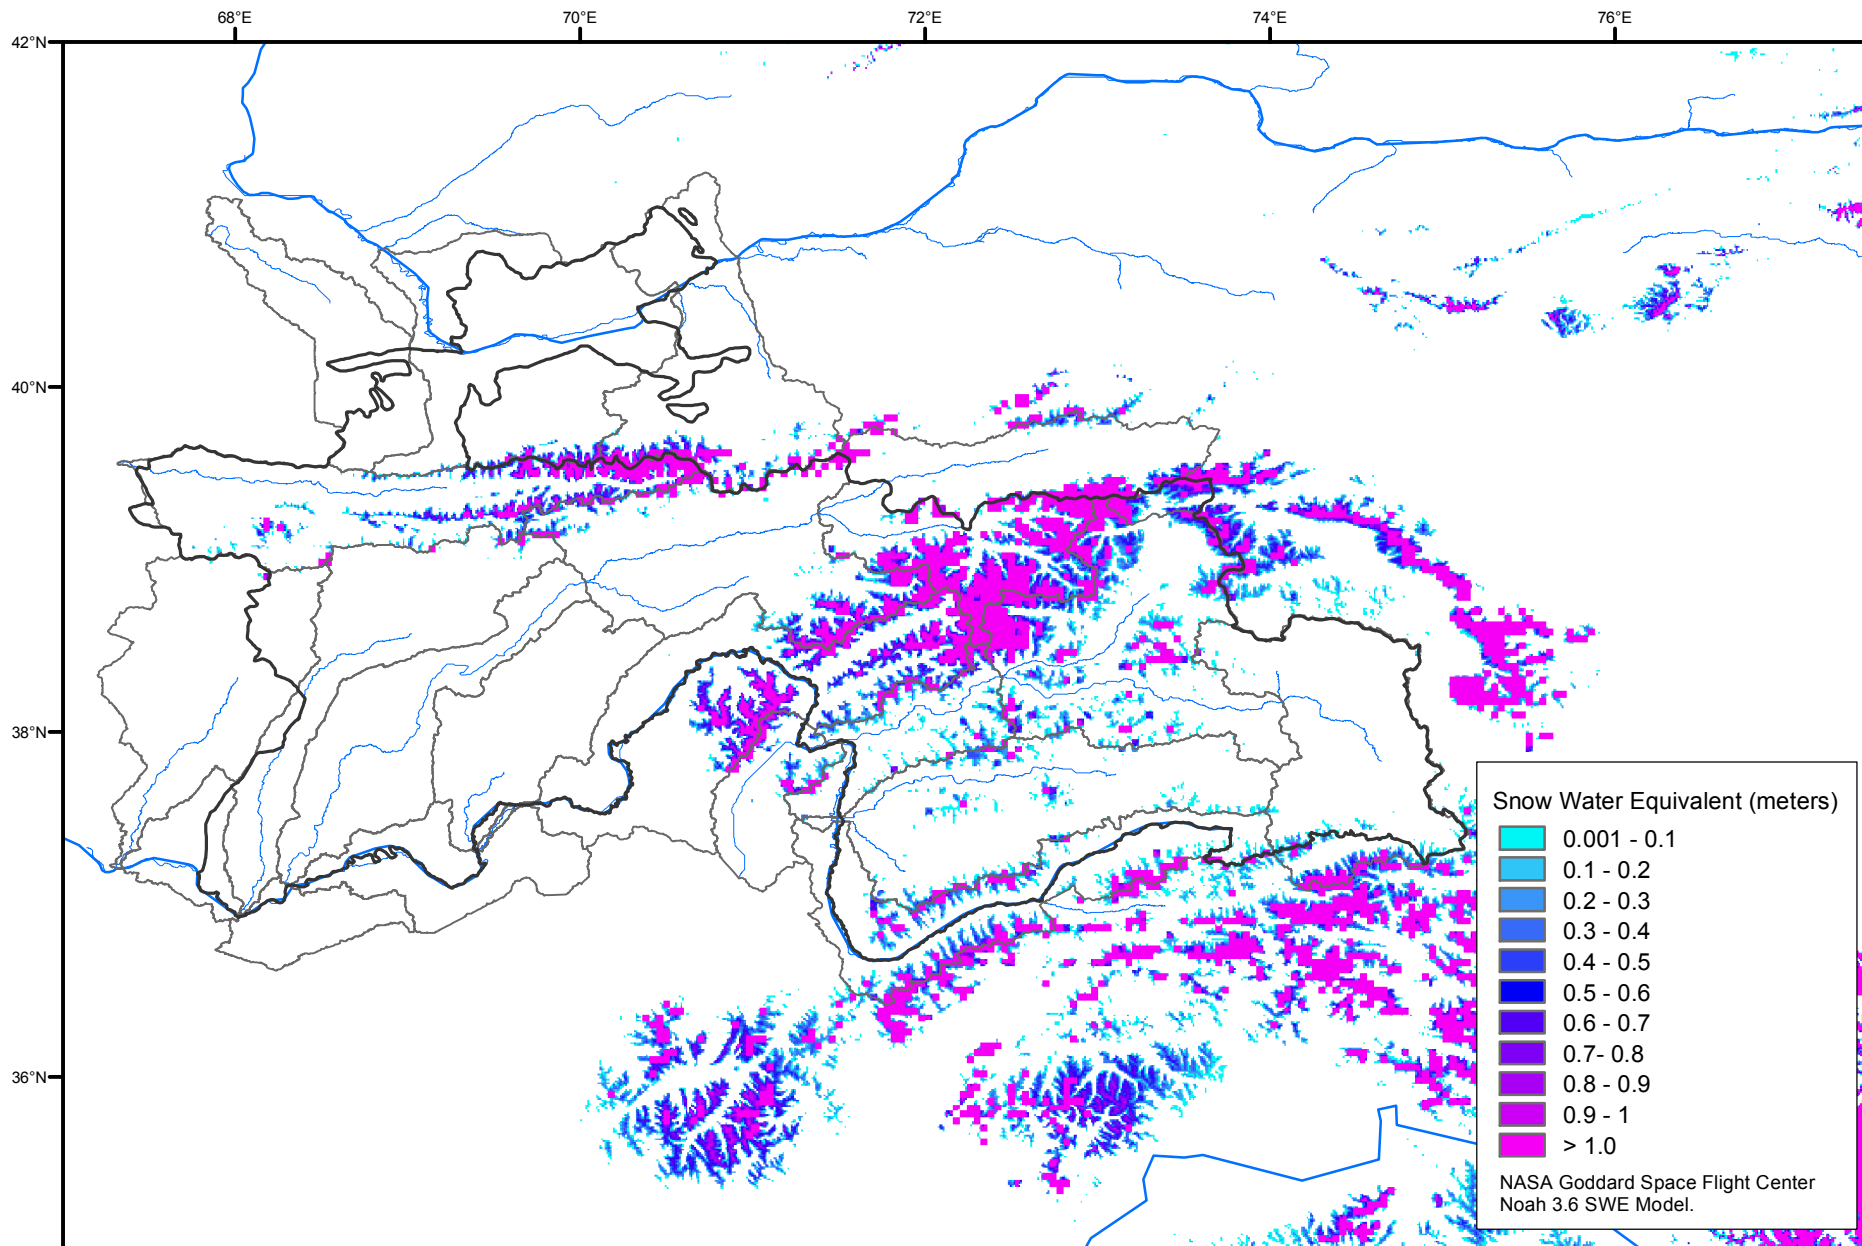 68°E 70°E 72°E 74°E 76°E
42°N
40°N
38°N
36°N
Snow Water Equivalent (meters)
0.001 - 0.1
0.1 - 0.2
0.2 - 0.3
0.3 - 0.4
0.4 - 0.5
0.5 - 0.6
0.6 - 0.7
0.7- 0.8
0.8 - 0.9
0.9 - 1
> 1.0
NASA Goddard Space Flight Center
Noah 3.6 SWE Model.